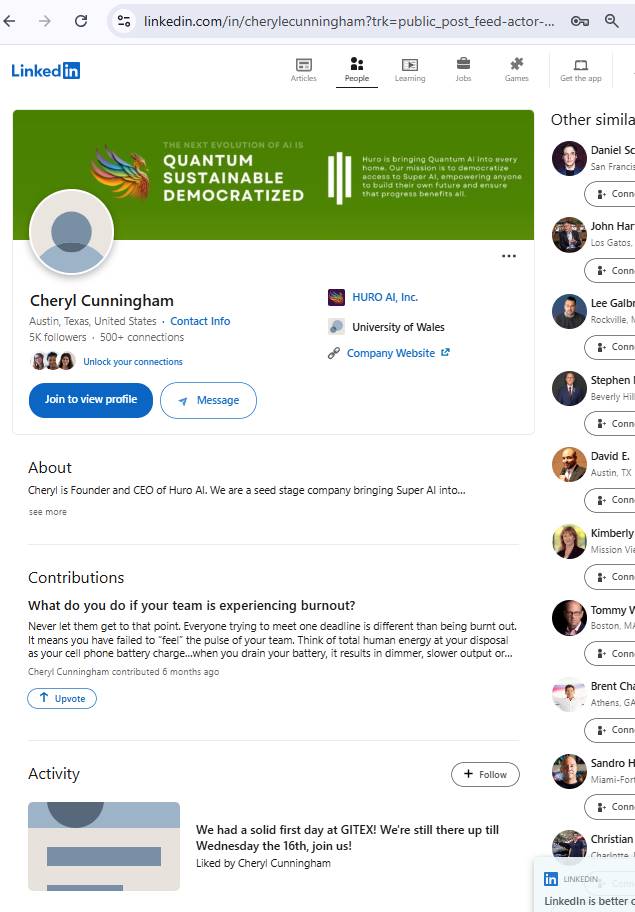 linkedin.com/in/cherylecunningham?trk=public_post_feed-actor-...
Linked in
Articles
People
Learning
Jobs
Games
Get the app
THE NEXT EVOLUTION OF AI IS
QUANTUM
SUSTAINABLE
DEMOCRATIZED
Huro is bringing Quantum AI into every
home. Our mission is to democratize
access to Super AI, empowering anyone
to build their own future and ensure
that progress benefits all.
Cheryl Cunningham
Austin, Texas, United States · Contact Info
5K followers · 500+ connections
Unlock your connections
Join to view profile
Message
HURO AI, Inc.
University of Wales
Company Website
About
Cheryl is Founder and CEO of Huro AI. We are a seed stage company bringing Super AI into...
see more
Contributions
What do you do if your team is experiencing burnout?
Never let them get to that point. Everyone trying to meet one deadline is different than being burnt out.
It means you have failed to “feel” the pulse of your team. Think of total human energy at your disposal
as your cell phone battery charge...when you drain your battery, it results in dimmer, slower output or...
Cheryl Cunningham contributed 6 months ago
Upvote
Activity
+ Follow
We had a solid first day at GITEX! We're still there up till
Wednesday the 16th, join us!
Liked by Cheryl Cunningham
Other simila
Daniel Sc
San Francis
Conn
John Har
Los Gatos,
Conn
Lee Galbr
Rockville, M
Conn
Stephen
Beverly Hill
Conn
David E.
Austin, TX
Conn
Kimberly
Mission Vie
Conn
Tommy W
Boston, MA
Conn
Brent Cha
Athens, GA
Conn
Sandro H
Miami-Fort
Conn
Christian
Charlotte,
in LINKEDIN
LinkedIn is better o